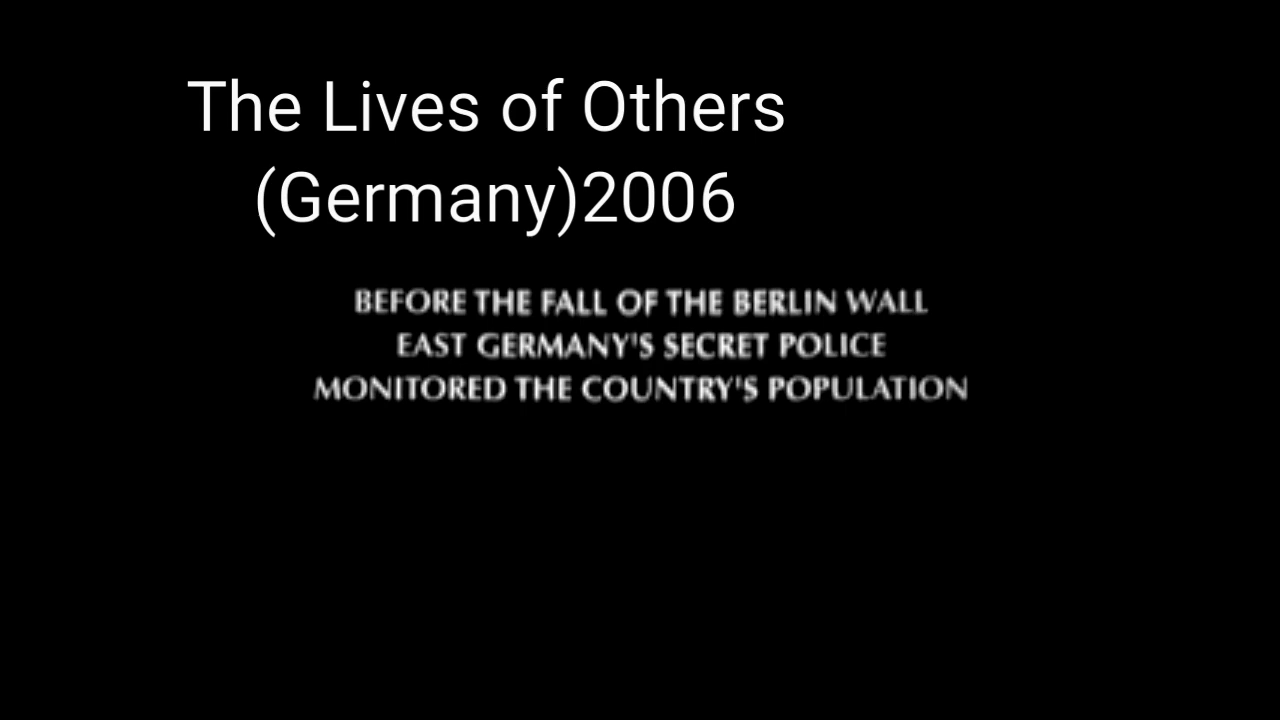 The Lives of Others
(Germany)2006
BEFORE THE FALL OF THE BERLIN WALL
EAST GERMANY'S SECRET POLICE
MONITORED THE COUNTRY'S POPULATION